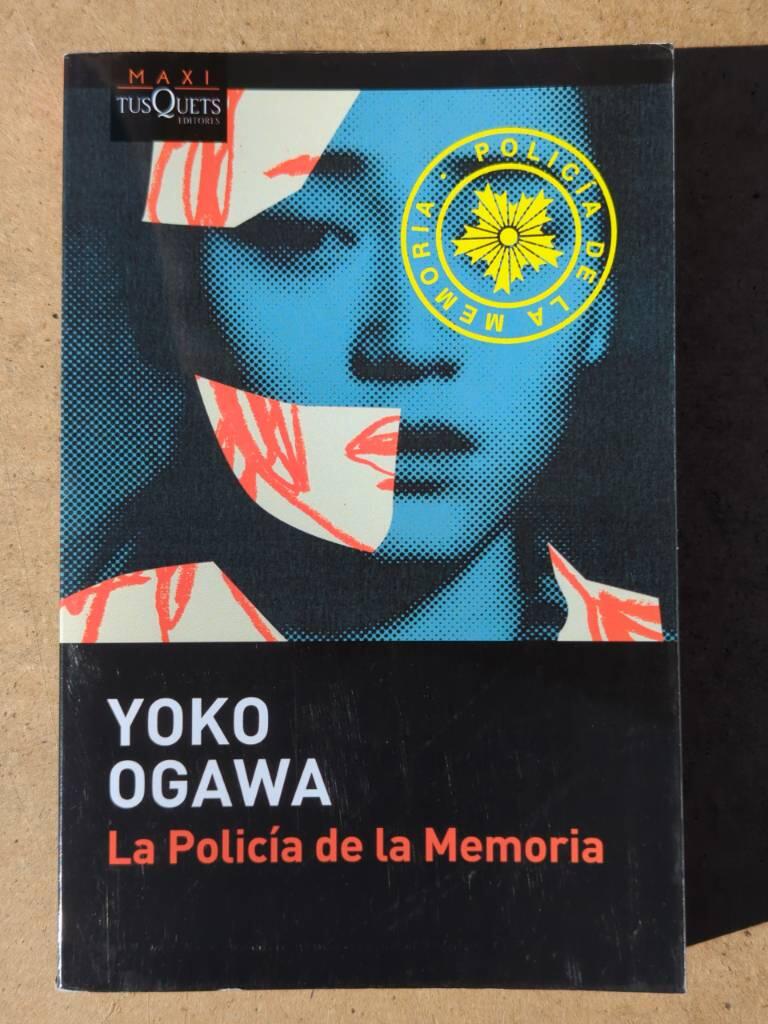 MAXI
TUSQUETS
EDITORES
· POLICÍA DE LA MEMORIA
YOKO
OGAWA
La Policía de la Memoria